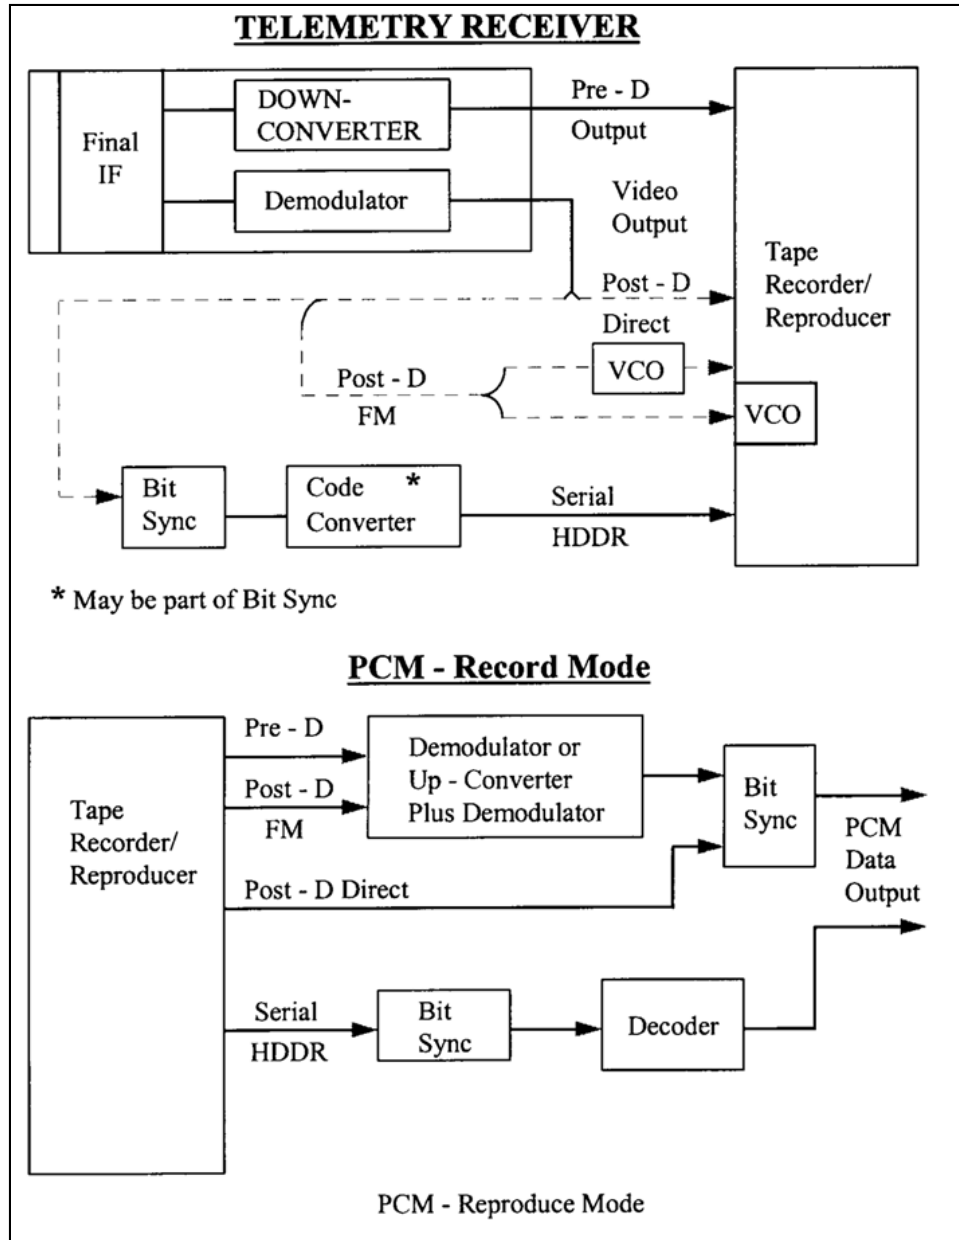 TELEMETRY RECEIVER
DOWN-
CONVERTER
Pre - D
Output
Final
IF
Demodulator
Video
Output
Tape
Recorder/
Reproducer
Post - D
Direct
VCO
Post - D
FM
VCO
Bit
Sync
Code *
Converter
Serial
HDDR
* May be part of Bit Sync
PCM - Record Mode
Pre - D
Post - D
FM
Demodulator or
Up - Converter
Plus Demodulator
Bit
Sync
PCM
Data
Output
Tape
Recorder/
Reproducer
Post - D Direct
Serial
HDDR
Bit
Sync
Decoder
PCM - Reproduce Mode